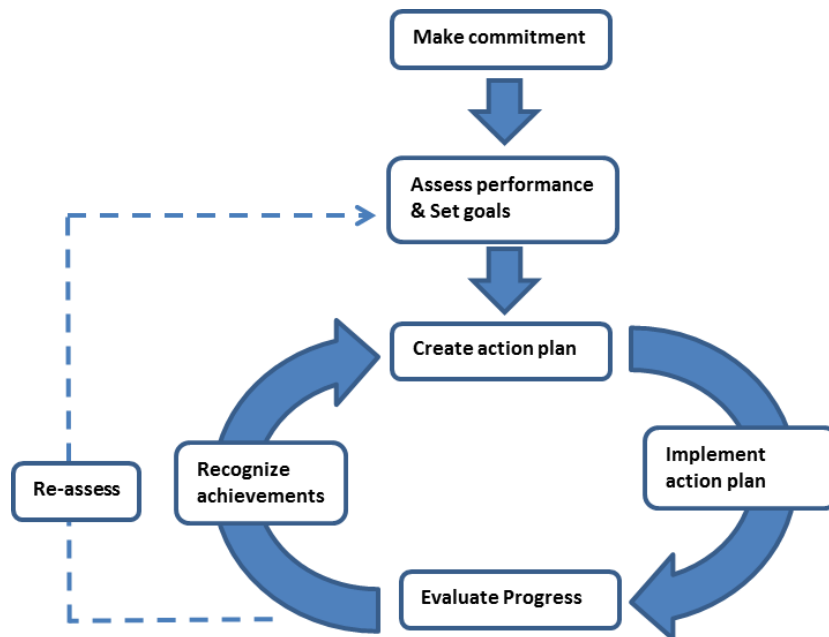 Make commitment
Assess performance
& Set goals
Create action plan
Implement
action plan
Recognize
achievements
Re-assess
Evaluate Progress